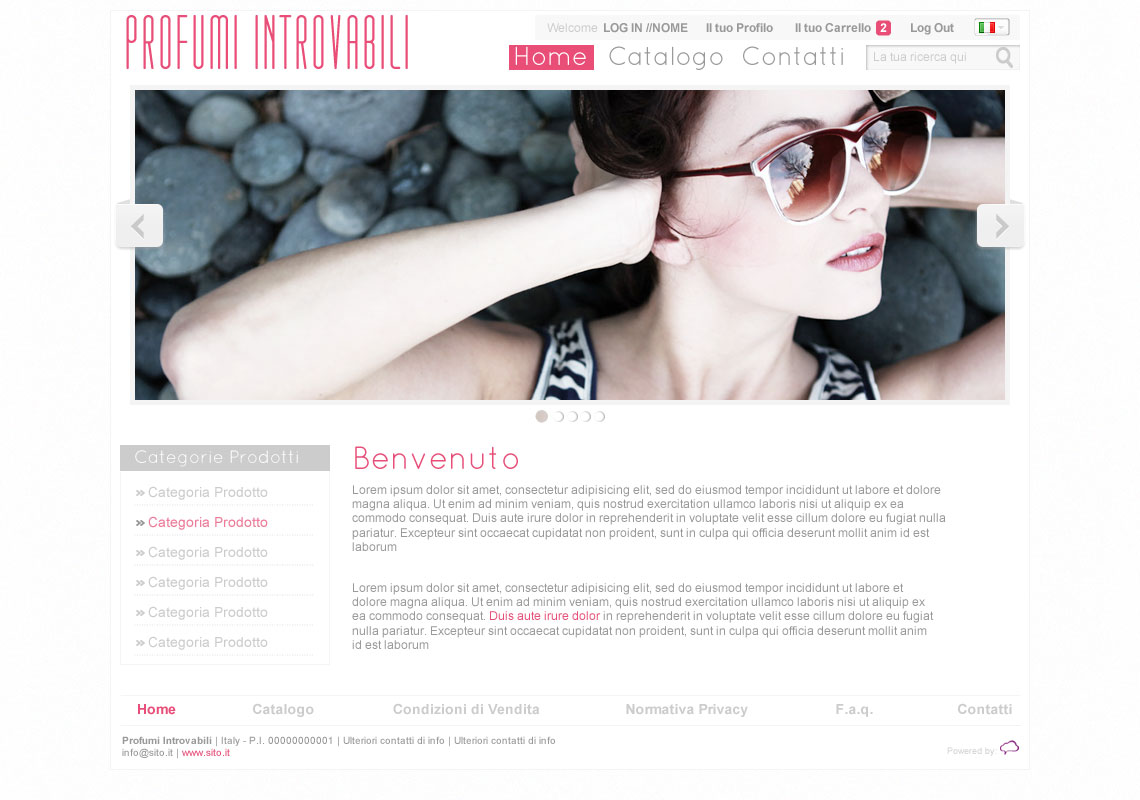 PROFUMI INTROVABILI
Welcome LOG IN //NOME Il tuo Profilo Il tuo Carrello 2 Log Out
Home Catalogo Contatti La tua ricerca qui
Categorie Prodotti
» Categoria Prodotto
» Categoria Prodotto
» Categoria Prodotto
» Categoria Prodotto
» Categoria Prodotto
» Categoria Prodotto
Benvenuto
Lorem ipsum dolor sit amet, consectetur adipisicing elit, sed do eiusmod tempor incididunt ut labore et dolore
magna aliqua. Ut enim ad minim veniam, quis nostrud exercitation ullamco laboris nisi ut aliquip ex ea
commodo consequat. Duis aute irure dolor in reprehenderit in voluptate velit esse cillum dolore eu fugiat nulla
pariatur. Excepteur sint occaecat cupidatat non proident, sunt in culpa qui officia deserunt mollit anim id est
laborum
Lorem ipsum dolor sit amet, consectetur adipisicing elit, sed do eiusmod tempor incididunt ut labore et
dolore magna aliqua. Ut enim ad minim veniam, quis nostrud exercitation ullamco laboris nisi ut aliquip ex
ea commodo consequat. Duis aute irure dolor in reprehenderit in voluptate velit esse cillum dolore eu fugiat
nulla pariatur. Excepteur sint occaecat cupidatat non proident, sunt in culpa qui officia deserunt mollit anim
id est laborum
Home Catalogo Condizioni di Vendita Normativa Privacy F.a.q. Contatti
Profumi Introvabili | Italy - P.I. 00000000001 | Ulteriori contatti di info | Ulteriori contatti di info
info@sito.it | www.sito.it
Powered by